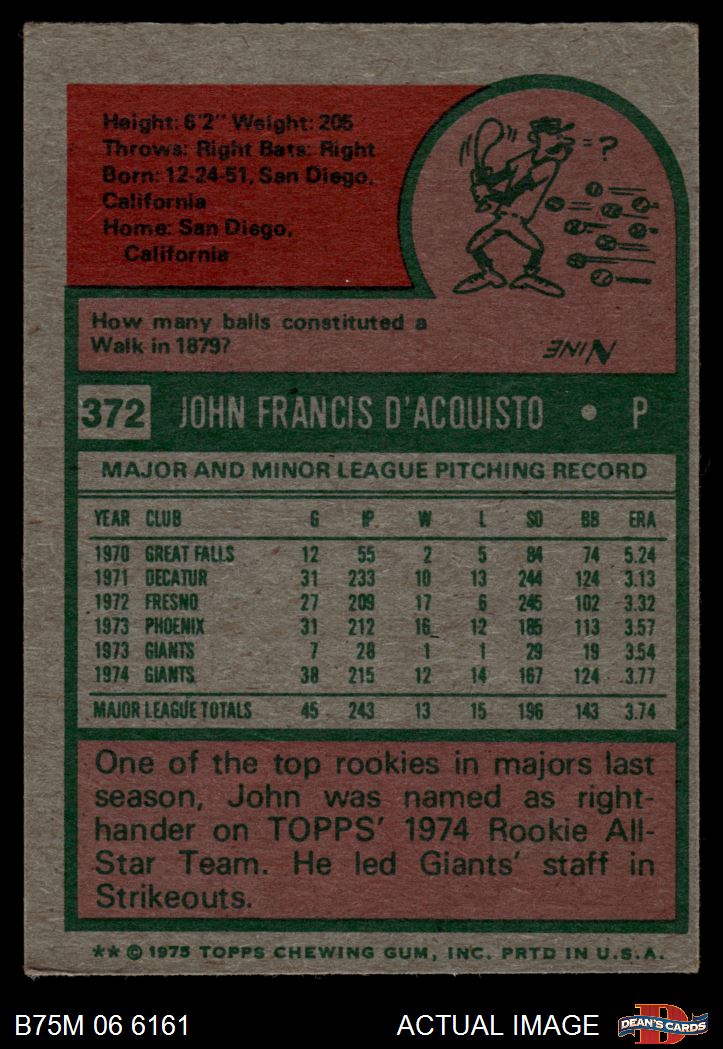 Height: 6'2" Weight: 205
Throws: Right Bats: Right
Born: 12-24-51, San Diego,
California
Home: San Diego,
California
= ?
How many balls constituted a
Walk in 1879?
NINE.
372 JOHN FRANCIS D'ACQUISTO • P
MAJOR AND MINOR LEAGUE PITCHING RECORD
YEAR CLUB G IP W L SO BB ERA
1970 GREAT FALLS 12 55 2 5 84 74 5.24
1971 DECATUR 31 233 10 13 244 124 3.13
1972 FRESNO 27 209 17 6 245 102 3.32
1973 PHOENIX 31 212 16 12 185 113 3.57
1973 GIANTS 7 28 1 1 29 19 3.54
1974 GIANTS 38 215 12 14 167 124 3.77
MAJOR LEAGUE TOTALS 45 243 13 15 196 143 3.74
One of the top rookies in majors last
season, John was named as right-
hander on TOPPS' 1974 Rookie All-
Star Team. He led Giants' staff in
Strikeouts.
** © 1975 TOPPS CHEWING GUM, INC. PRTD IN U.S.A.
B75M 06 6161 ACTUAL IMAGE D DEAN'S CARDS